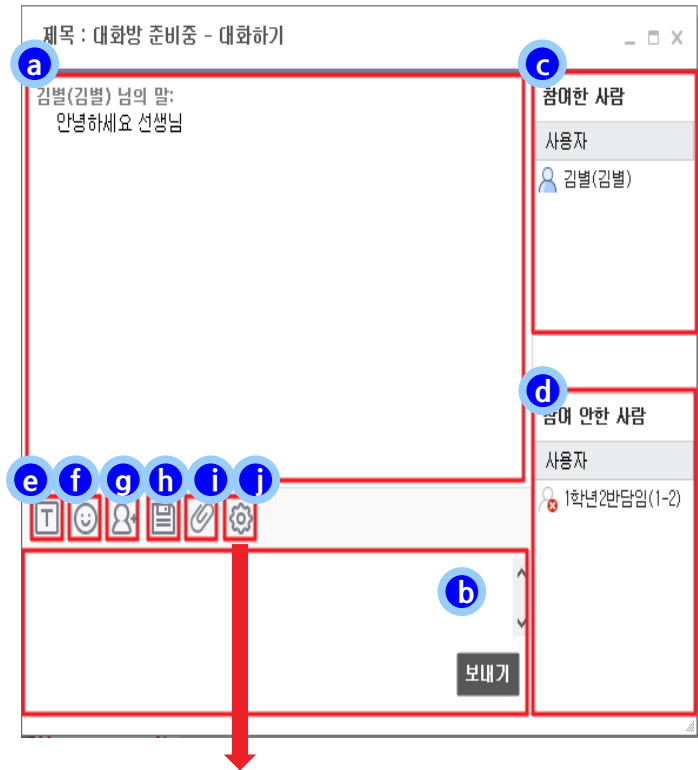 제목 : 대화방 준비중 - 대화하기
a
c
김별(김별) 님의 말:
안녕하세요 선생님
참여한 사람
사용자
김별(김별)
d
참여 안한 사람
사용자
1학년2반담임(1-2)
e f g h i j
T
b
보내기